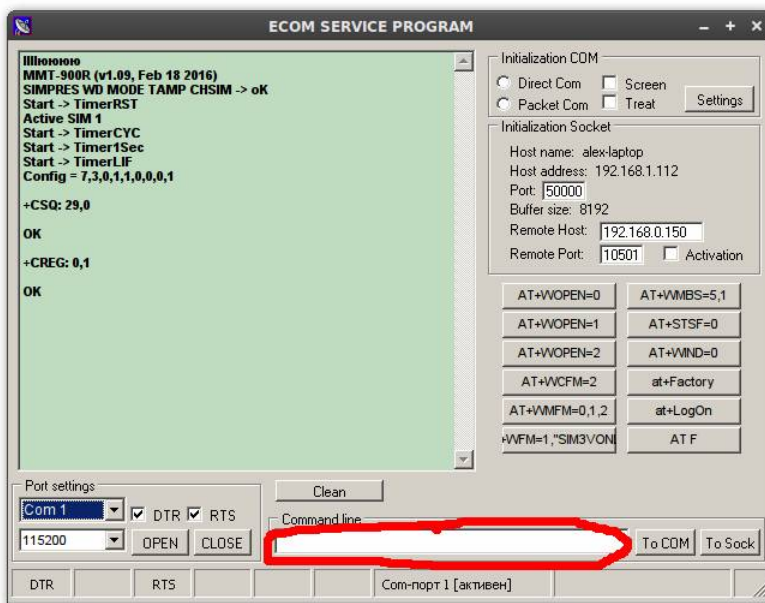 ECOM SERVICE PROGRAM
MMT-900R (v1.09, Feb 18 2016)
SIMPRES WD MODE TAMP CHSIM -> oK
Start -> TimerRST
Active SIM 1
Start -> TimerCYC
Start -> Timer1Sec
Start -> TimerLIF
Config = 7,3,0,1,1,0,0,0,1
+CSQ: 29,0
OK
+CREG: 0,1
OK
Initialization COM
Direct Com Screen
Packet Com Treat Settings
Initialization Socket
Host name: alex-laptop
Host address: 192.168.1.112
Port: 50000
Buffer size: 8192
Remote Host: 192.168.0.150
Remote Port: 10501 Activation
AT+WOPEN=0 AT+WMBS=5,1
AT+WOPEN=1 AT+STSF=0
AT+WOPEN=2 AT+WIND=0
AT+WCFM=2 at+Factory
AT+WMFM=0,1,2 at+LogOn
+WFM=1,"SIM3VONL AT F
Port settings
Com 1 DTR RTS
115200 OPEN CLOSE
Clean
Command line
To COM To Sock
DTR RTS Com-порт 1 [активен]